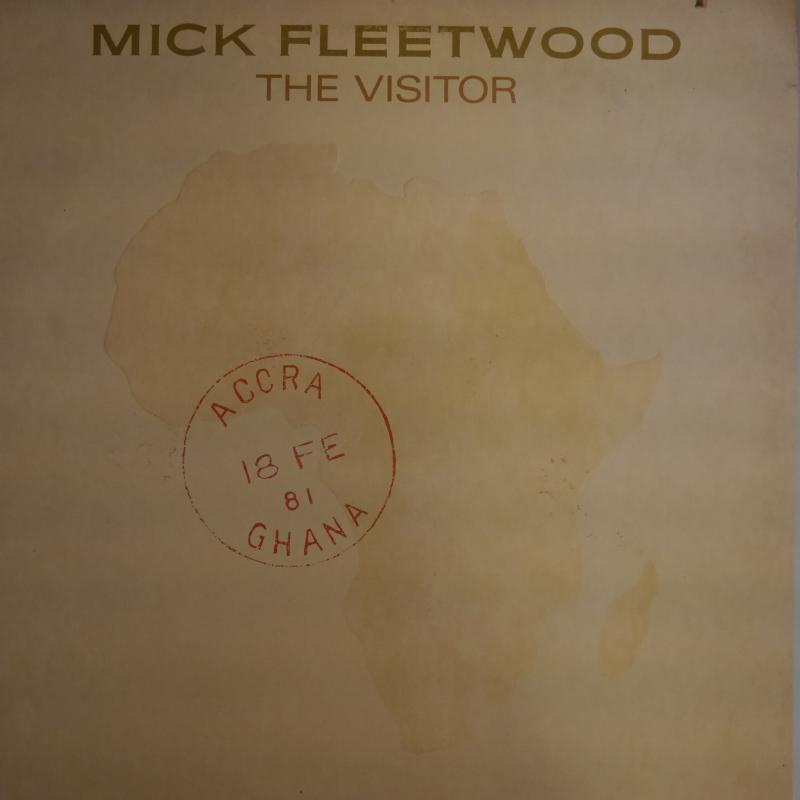 MICK FLEETWOOD
THE VISITOR
ACCRA
18 FE
81
GHANA